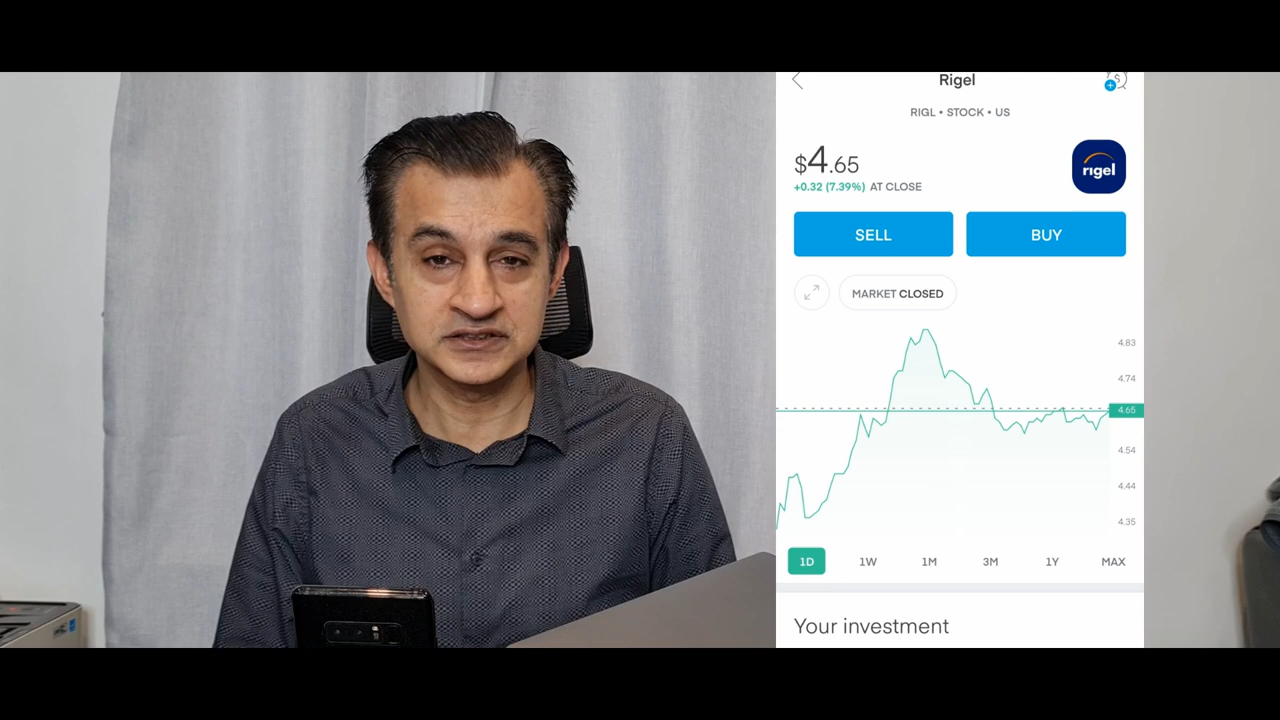 Rigel
RIGL • STOCK • US
$4.65
+0.32 (7.39%) AT CLOSE
rigel
SELL
BUY
MARKET CLOSED
4.83
4.74
4.65
4.54
4.44
4.35
1D
1W
1M
3M
1Y
MAX
Your investment